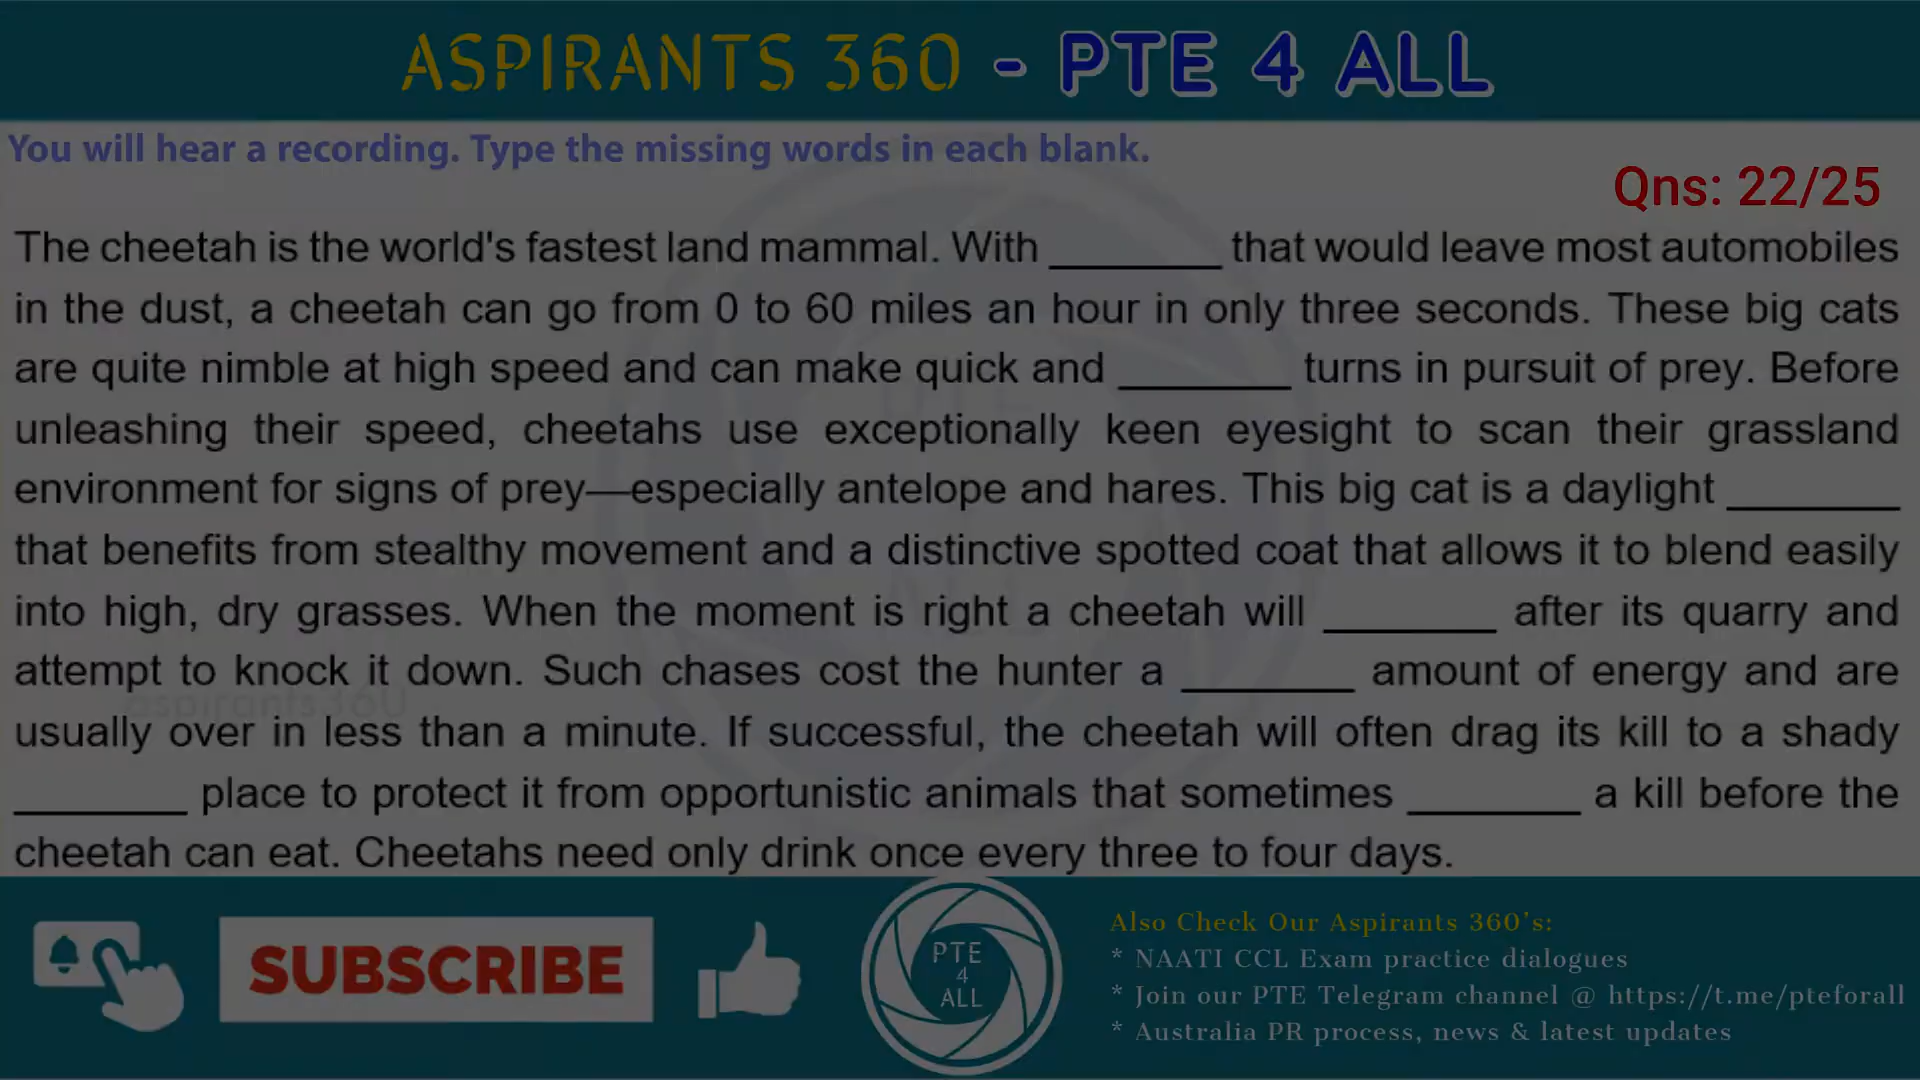 ASPIRANTS 360 - PTE 4 ALL
You will hear a recording. Type the missing words in each blank.
Qns: 22/25
The cheetah is the world's fastest land mammal. With ________ that would leave most automobiles
in the dust, a cheetah can go from 0 to 60 miles an hour in only three seconds. These big cats
are quite nimble at high speed and can make quick and ________ turns in pursuit of prey. Before
unleashing their speed, cheetahs use exceptionally keen eyesight to scan their grassland
environment for signs of prey—especially antelope and hares. This big cat is a daylight ________
that benefits from stealthy movement and a distinctive spotted coat that allows it to blend easily
into high, dry grasses. When the moment is right a cheetah will ________ after its quarry and
attempt to knock it down. Such chases cost the hunter a ________ amount of energy and are
aspirants360
usually over in less than a minute. If successful, the cheetah will often drag its kill to a shady
________ place to protect it from opportunistic animals that sometimes ________ a kill before the
cheetah can eat. Cheetahs need only drink once every three to four days.
SUBSCRIBE
PTE
4
ALL
Also Check Our Aspirants 360's:
* NAATI CCL Exam practice dialogues
* Join our PTE Telegram channel @ https://t.me/pteforall
* Australia PR process, news & latest updates